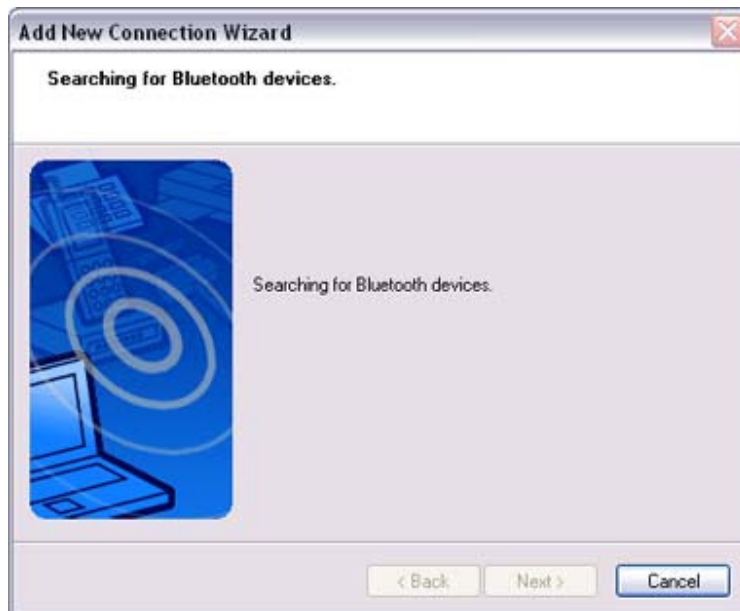 Add New Connection Wizard
Searching for Bluetooth devices.
Searching for Bluetooth devices.
< Back Next > Cancel